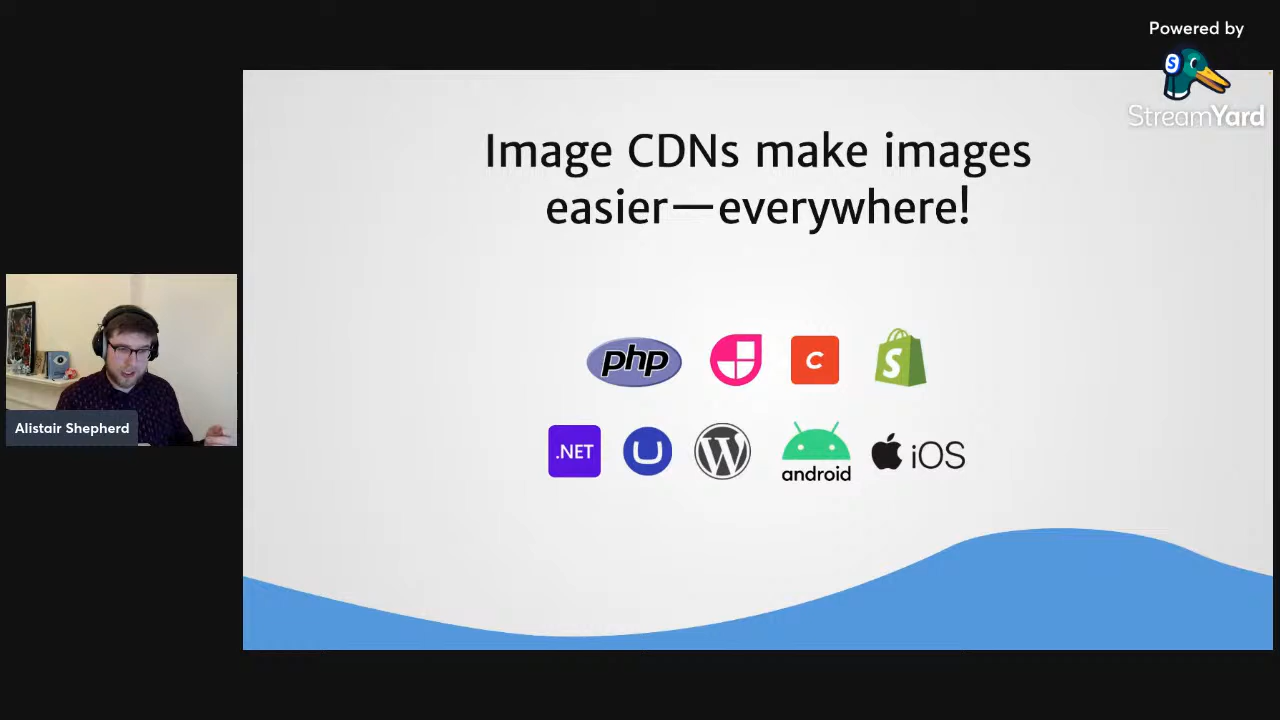 Powered by
S
StreamYard
Image CDNs make images
easier—everywhere!
php
C
S
.NET
U
W
android
iOS
Alistair Shepherd